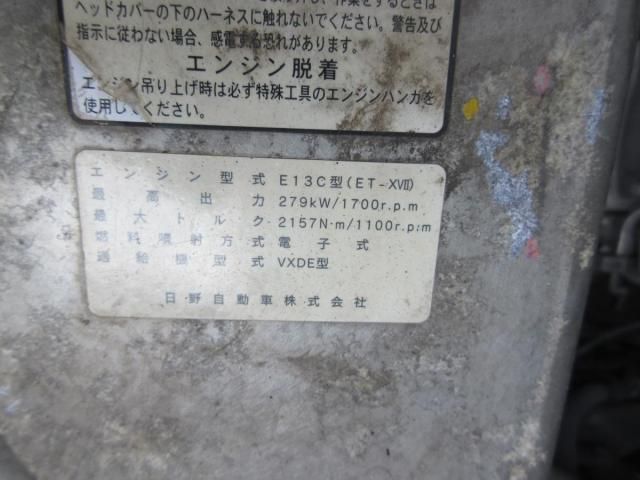 ヘッドカバーの下のハーネスに触れないでください。警告及び
指示に従わない場合、感電する恐れがあります。
エンジン脱着
エンジン吊り上げ時は必ず特殊工具のエンジンハンガを
使用してください。
エンジン型式 E13C型(ET-XVII)
最高出力 279kW/1700r.p.m
最大トルク 2157N·m/1100r.p.m
燃料噴射方式 電子式
過給機型式 VXDE型
日野自動車株式会社